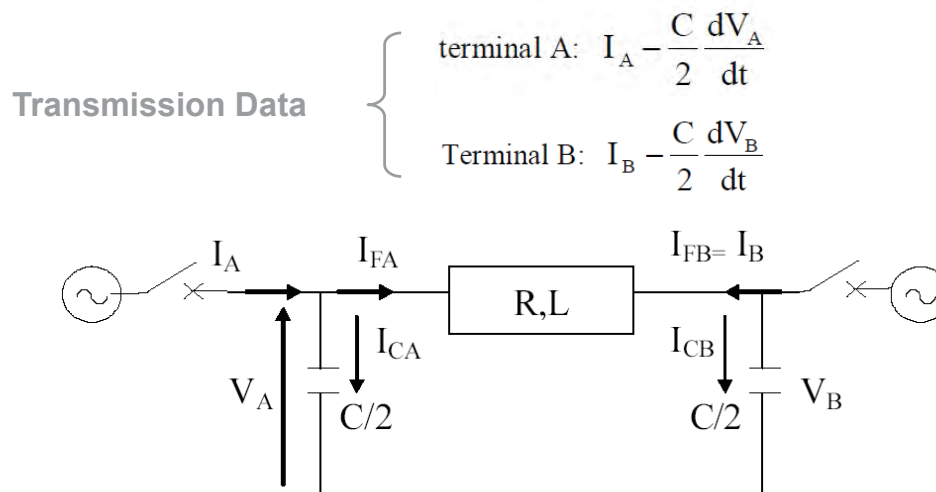 terminal A: I_A − C/2 dV_A/dt
Transmission Data
Terminal B: I_B − C/2 dV_B/dt
I_A I_FA I_FB= I_B
R,L
I_CA I_CB
V_A C/2 C/2 V_B